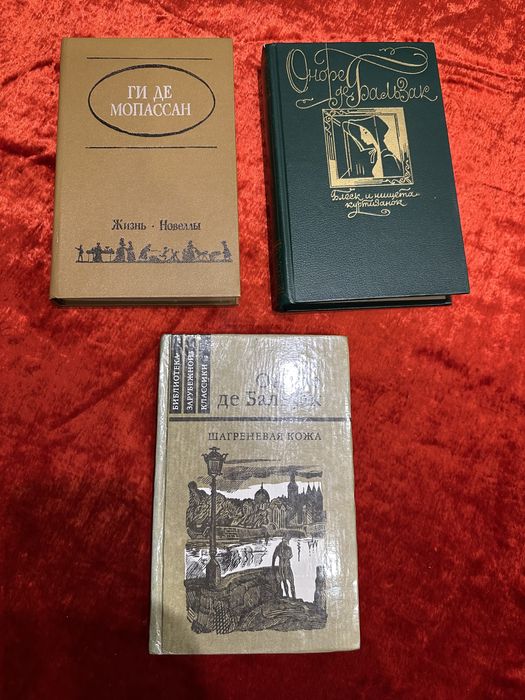 ГИ ДЕ
МОПАССАН
Жизнь · Новеллы
Оноре
де Бальзак
Блеск и нищета
куртизанок
БИБЛИОТЕКА
ЗАРУБЕЖНОЙ
КЛАССИКИ
де Бальзак
ШАГРЕНЕВАЯ КОЖА